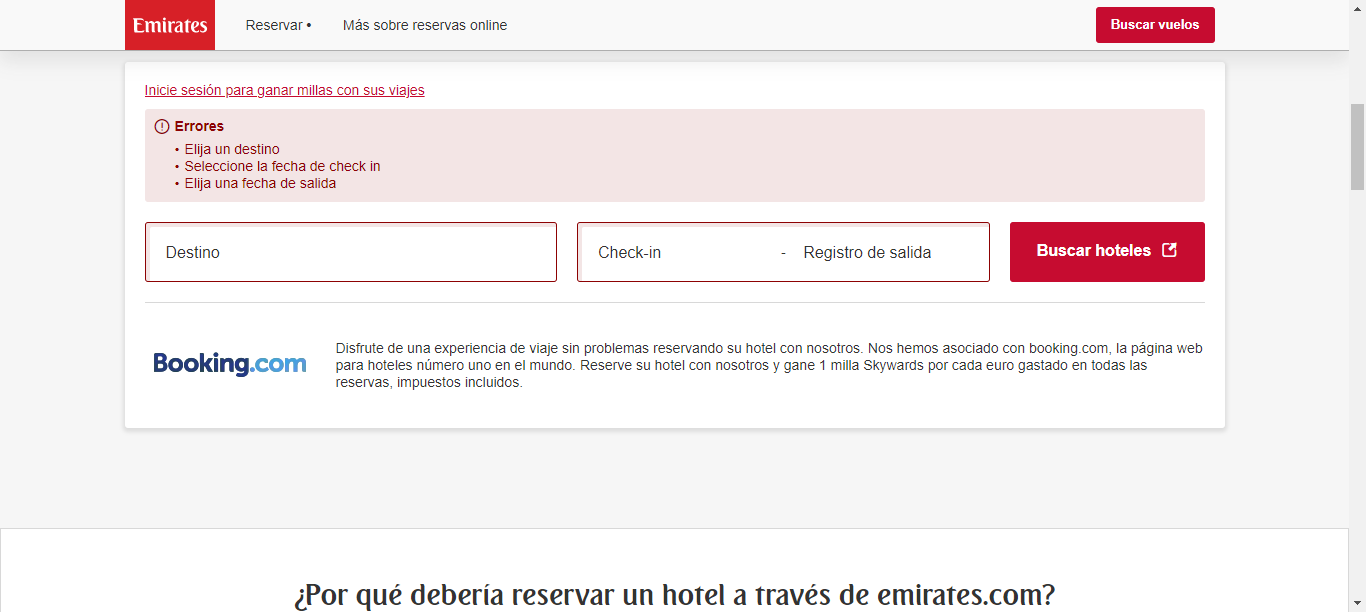 Emirates
Reservar •
Más sobre reservas online
Buscar vuelos
Inicie sesión para ganar millas con sus viajes
Errores
• Elija un destino
• Seleccione la fecha de check in
• Elija una fecha de salida
Destino
Check-in - Registro de salida
Buscar hoteles
Booking.com
Disfrute de una experiencia de viaje sin problemas reservando su hotel con nosotros. Nos hemos asociado con booking.com, la página web
para hoteles número uno en el mundo. Reserve su hotel con nosotros y gane 1 milla Skywards por cada euro gastado en todas las
reservas, impuestos incluidos.
¿Por qué debería reservar un hotel a través de emirates.com?